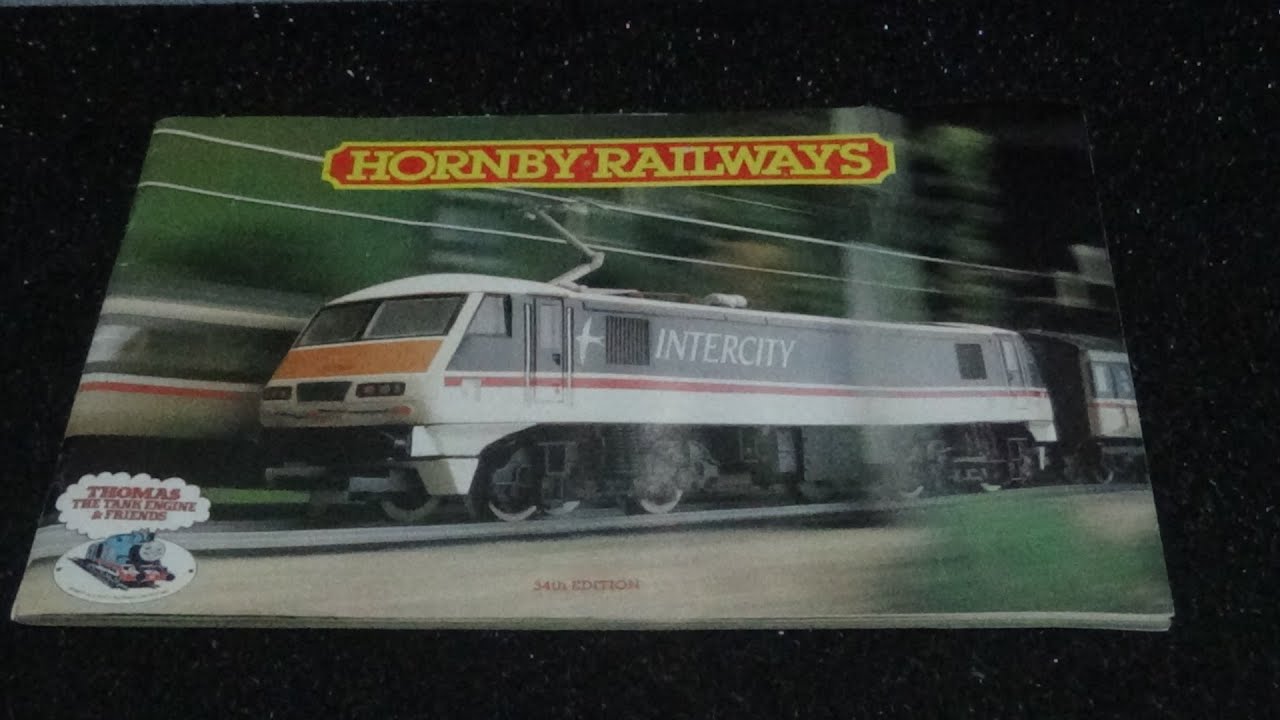 HORNBY RAILWAYS
INTERCITY
THOMAS
THE TANK ENGINE
& FRIENDS
34th EDITION